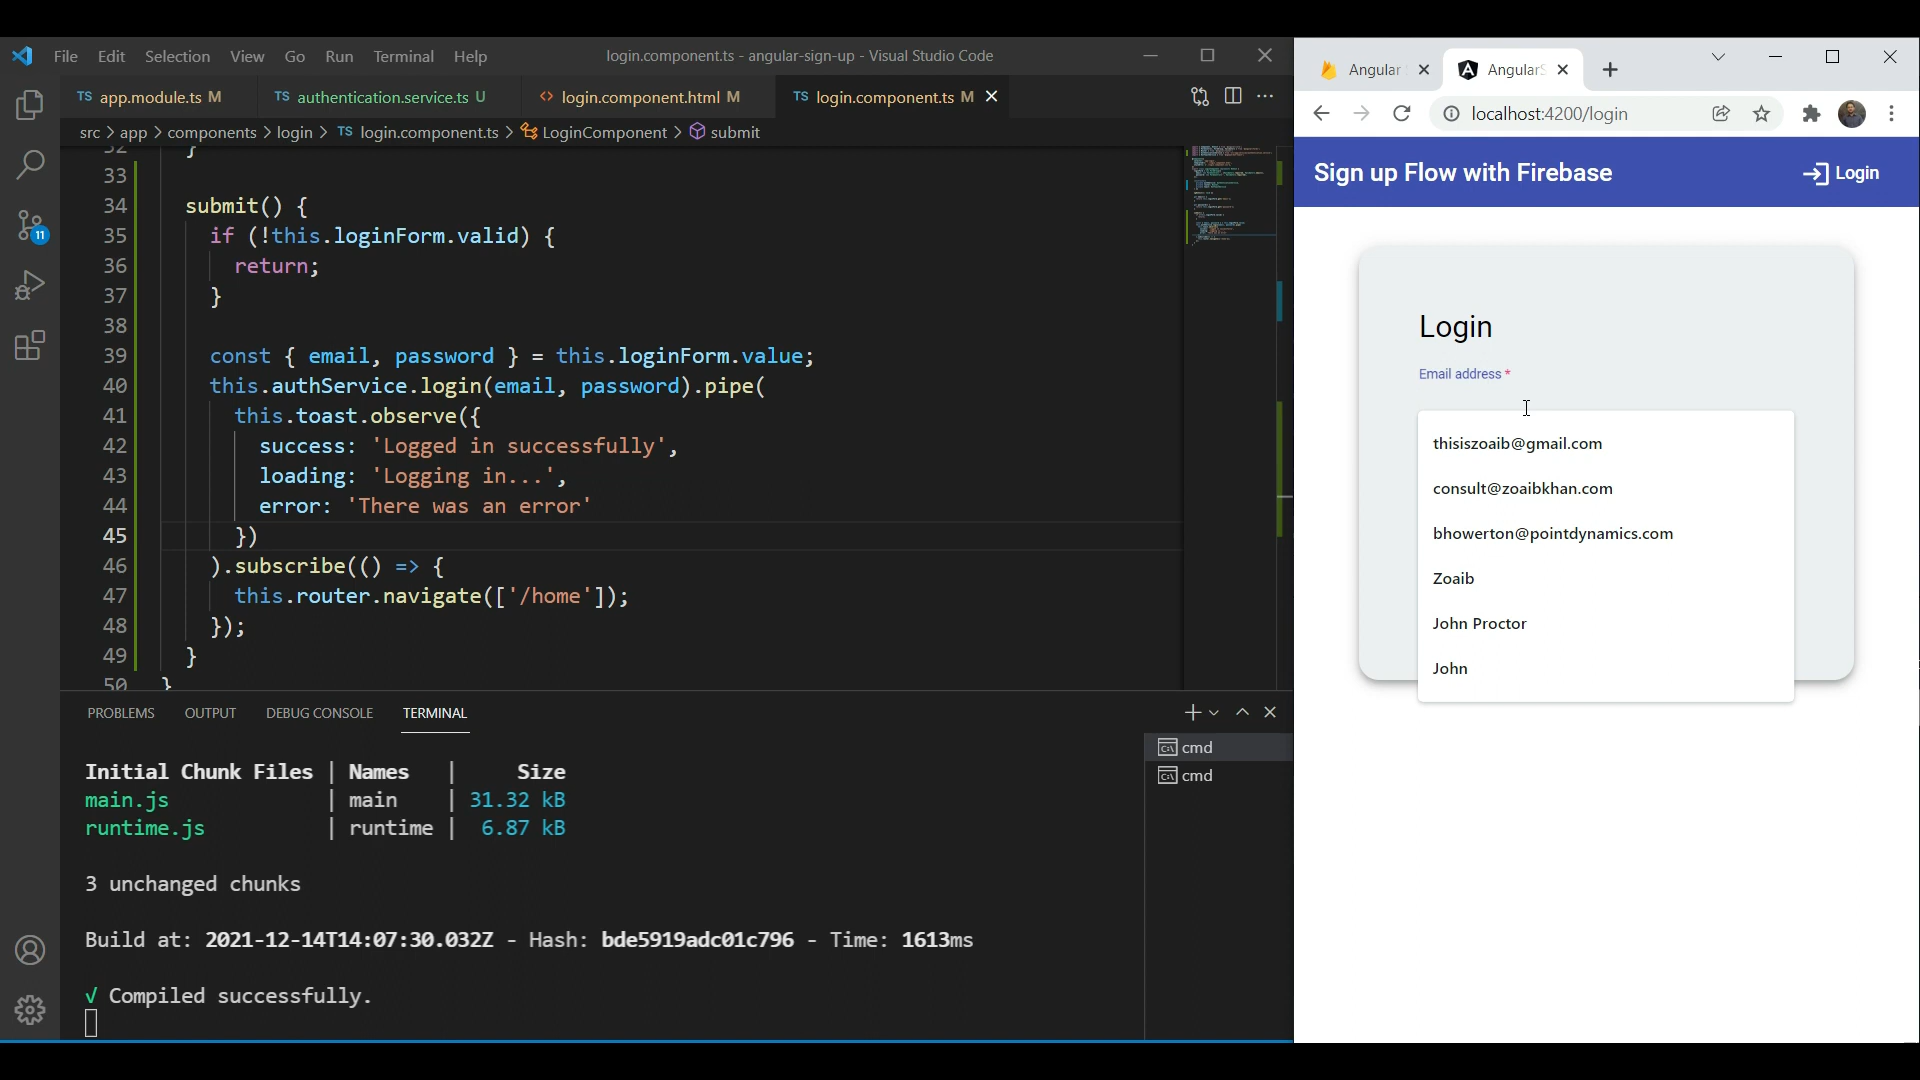 File Edit Selection View Go Run Terminal Help login.component.ts - angular-sign-up - Visual Studio Code
TS app.module.ts M TS authentication.service.ts U <> login.component.html M TS login.component.ts M
src > app > components > login > TS login.component.ts > LoginComponent > submit
32 }
33
34 submit() {
35 if (!this.loginForm.valid) {
36 return;
37 }
38
39 const { email, password } = this.loginForm.value;
40 this.authService.login(email, password).pipe(
41 this.toast.observe({
42 success: 'Logged in successfully',
43 loading: 'Logging in...',
44 error: 'There was an error'
45 })
46 ).subscribe(() => {
47 this.router.navigate(['/home']);
48 });
49 }
50 }
11
PROBLEMS OUTPUT DEBUG CONSOLE TERMINAL
cmd
cmd
Initial Chunk Files | Names | Size
main.js | main | 31.32 kB
runtime.js | runtime | 6.87 kB
3 unchanged chunks
Build at: 2021-12-14T14:07:30.032Z - Hash: bde5919adc01c796 - Time: 1613ms
√ Compiled successfully.
Angular AngularS
localhost:4200/login
Sign up Flow with Firebase Login
Login
Email address *
thisiszoaib@gmail.com
consult@zoaibkhan.com
bhowerton@pointdynamics.com
Zoaib
John Proctor
John